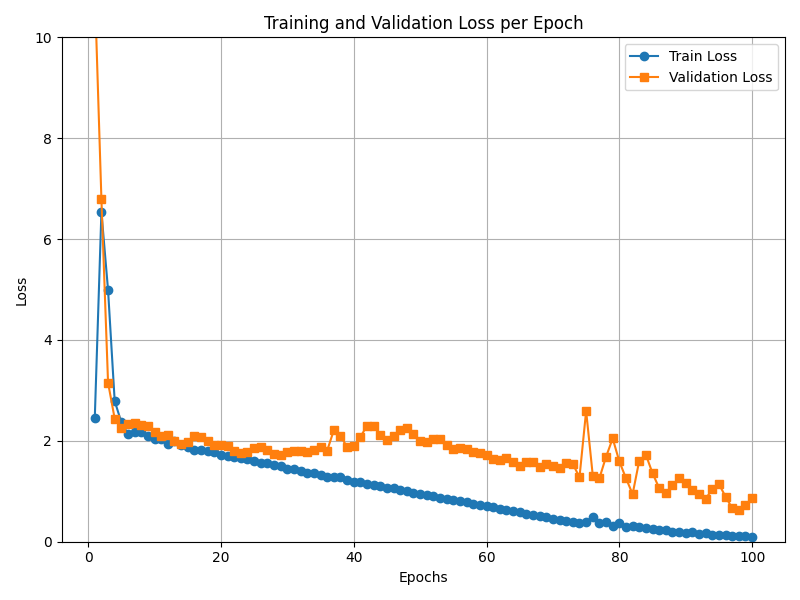 Training and Validation Loss per Epoch
Train Loss
Validation Loss
10
8
6
4
2
0
Loss
0 20 40 60 80 100
Epochs